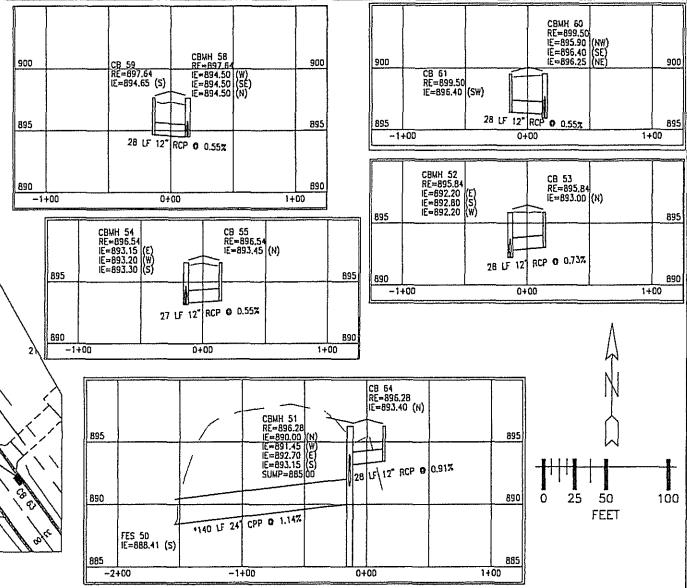 CB 59
RE=897.64
IE=894.65 (S)
CBMH 58
RE=897.64
IE=894.50 (W)
IE=894.50 (SE)
IE=894.50 (N)
900
900
895
895
28 LF 12" RCP @ 0.55%
890
890
-1+00
0+00
1+00
CBMH 60
RE=899.50
IE=895.90 (NW)
IE=896.40 (SE)
IE=896.25 (NE)
CB 61
RE=899.50
IE=896.40 (SW)
900
900
28 LF 12" RCP @ 0.55%
895
895
-1+00
0+00
1+00
CBMH 52
RE=895.84
IE=892.20 (E)
IE=892.80 (S)
IE=892.20 (W)
CB 53
RE=895.84
IE=893.00 (N)
895
895
28 LF 12" RCP @ 0.73%
890
890
-1+00
0+00
1+00
CBMH 54
RE=896.54
IE=893.15 (E)
IE=893.20 (W)
IE=893.30 (S)
CB 55
RE=896.54
IE=893.45 (N)
895
895
27 LF 12" RCP @ 0.55%
890
890
-1+00
0+00
1+00
CB 64
RE=896.28
IE=893.40 (N)
CBMH 51
RE=896.28
IE=890.00 (N)
IE=891.45 (W)
IE=892.70 (E)
IE=893.15 (S)
SUMP=885.00
895
895
28 LF 12" RCP @ 0.91%
890
890
*140 LF 24" CPP @ 1.14%
FES 50
IE=888.41 (S)
885
885
-2+00
-1+00
0+00
1+00
21
CB 63
33+00
N
0 25 50 100
FEET